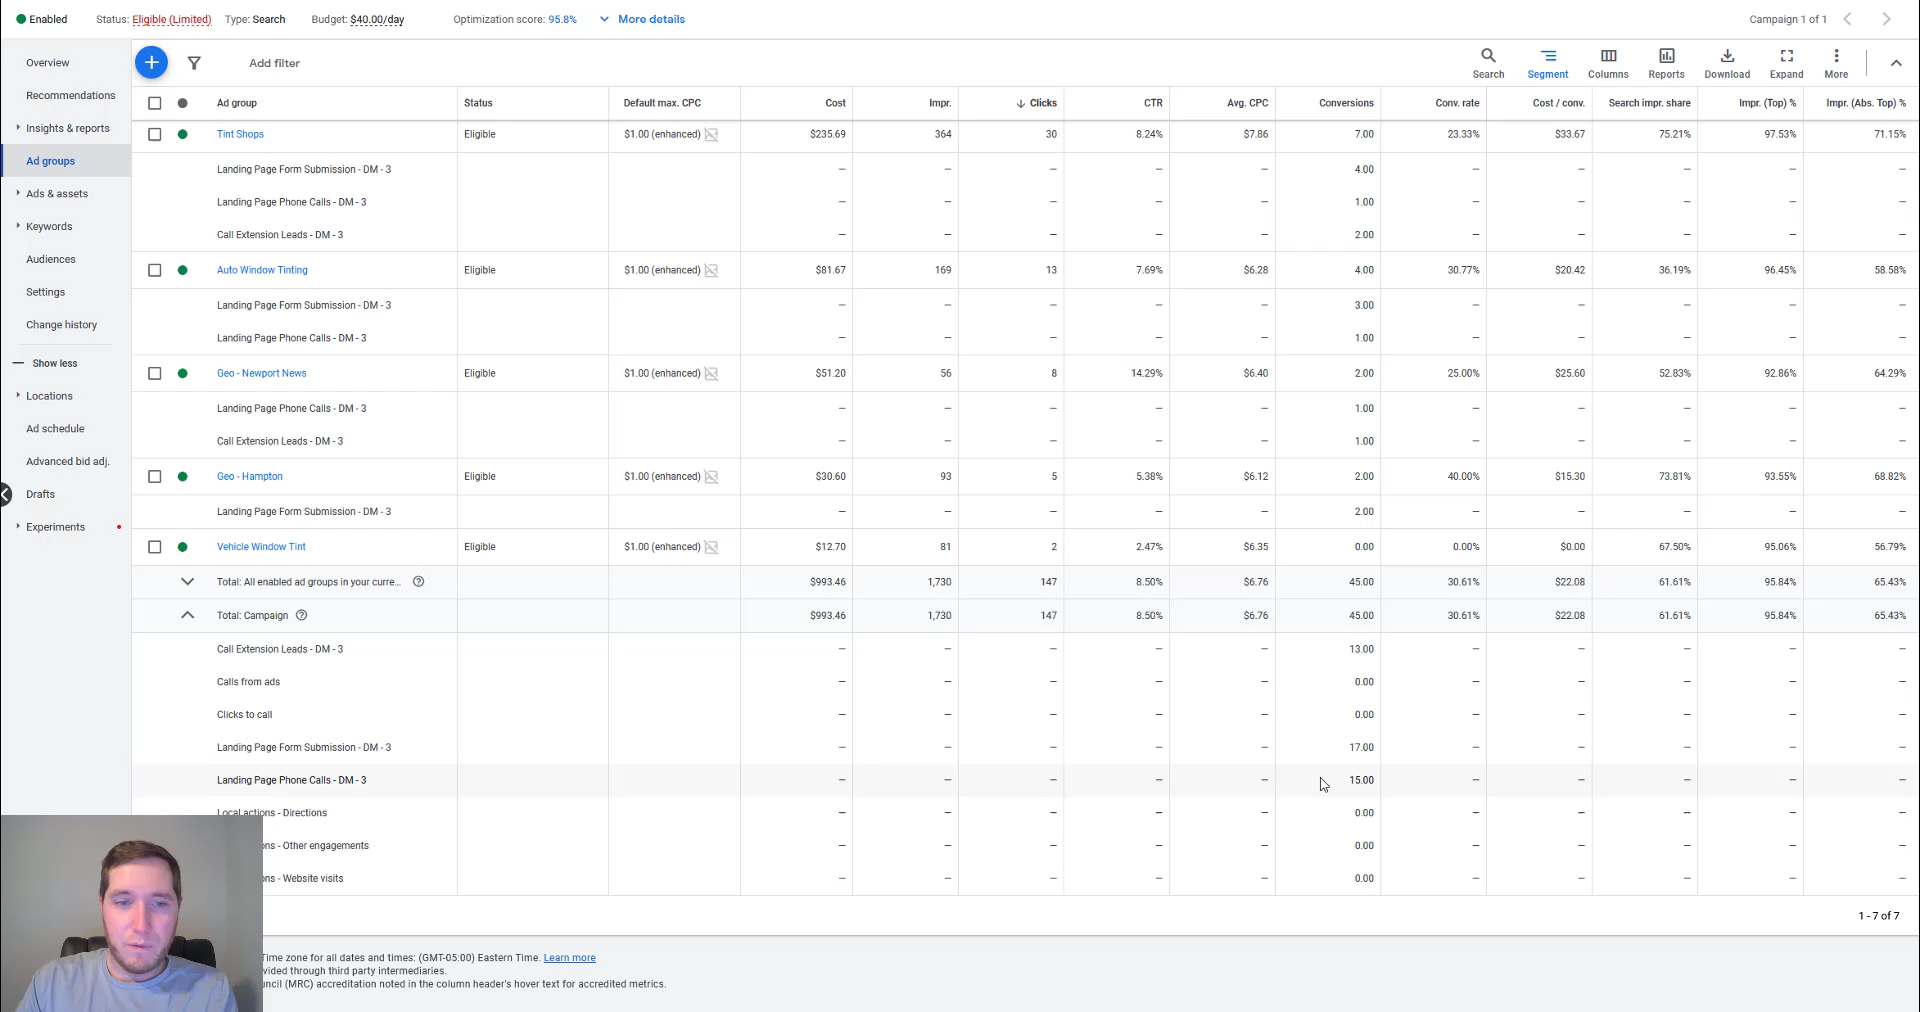 Enabled Status: Eligible (Limited) Type: Search Budget: $40.00/day Optimization score: 95.8% More details Campaign 1 of 1
Overview
Recommendations
Insights & reports
Ad groups
Ads & assets
Keywords
Audiences
Settings
Change history
Show less
Locations
Ad schedule
Advanced bid adj.
Drafts
Experiments
Add filter
Search Segment Columns Reports Download Expand More
Ad group Status Default max. CPC Cost Impr. Clicks CTR Avg. CPC Conversions Conv. rate Cost / conv. Search impr. share Impr. (Top) % Impr. (Abs. Top) %
Tint Shops Eligible $1.00 (enhanced) $235.69 364 30 8.24% $7.86 7.00 23.33% $33.67 75.21% 97.53% 71.15%
Landing Page Form Submission - DM - 3 — — — — — 4.00 — — — — —
Landing Page Phone Calls - DM - 3 — — — — — 1.00 — — — — —
Call Extension Leads - DM - 3 — — — — — 2.00 — — — — —
Auto Window Tinting Eligible $1.00 (enhanced) $81.67 169 13 7.69% $6.28 4.00 30.77% $20.42 36.19% 96.45% 58.58%
Landing Page Form Submission - DM - 3 — — — — — 3.00 — — — — —
Landing Page Phone Calls - DM - 3 — — — — — 1.00 — — — — —
Geo - Newport News Eligible $1.00 (enhanced) $51.20 56 8 14.29% $6.40 2.00 25.00% $25.60 52.83% 92.86% 64.29%
Landing Page Phone Calls - DM - 3 — — — — — 1.00 — — — — —
Call Extension Leads - DM - 3 — — — — — 1.00 — — — — —
Geo - Hampton Eligible $1.00 (enhanced) $30.60 93 5 5.38% $6.12 2.00 40.00% $15.30 73.81% 93.55% 68.82%
Landing Page Form Submission - DM - 3 — — — — — 2.00 — — — — —
Vehicle Window Tint Eligible $1.00 (enhanced) $12.70 81 2 2.47% $6.35 0.00 0.00% $0.00 67.50% 95.06% 56.79%
Total: All enabled ad groups in your curre... $993.46 1,730 147 8.50% $6.76 45.00 30.61% $22.08 61.61% 95.84% 65.43%
Total: Campaign $993.46 1,730 147 8.50% $6.76 45.00 30.61% $22.08 61.61% 95.84% 65.43%
Call Extension Leads - DM - 3 — — — — — 13.00 — — — — —
Calls from ads — — — — — 0.00 — — — — —
Clicks to call — — — — — 0.00 — — — — —
Landing Page Form Submission - DM - 3 — — — — — 17.00 — — — — —
Landing Page Phone Calls - DM - 3 — — — — — 15.00 — — — — —
Local actions - Directions — — — — — 0.00 — — — — —
ons - Other engagements — — — — — 0.00 — — — — —
ons - Website visits — — — — — 0.00 — — — — —
1 - 7 of 7
Time zone for all dates and times: (GMT-05:00) Eastern Time. Learn more
vided through third party intermediaries.
uncil (MRC) accreditation noted in the column header's hover text for accredited metrics.